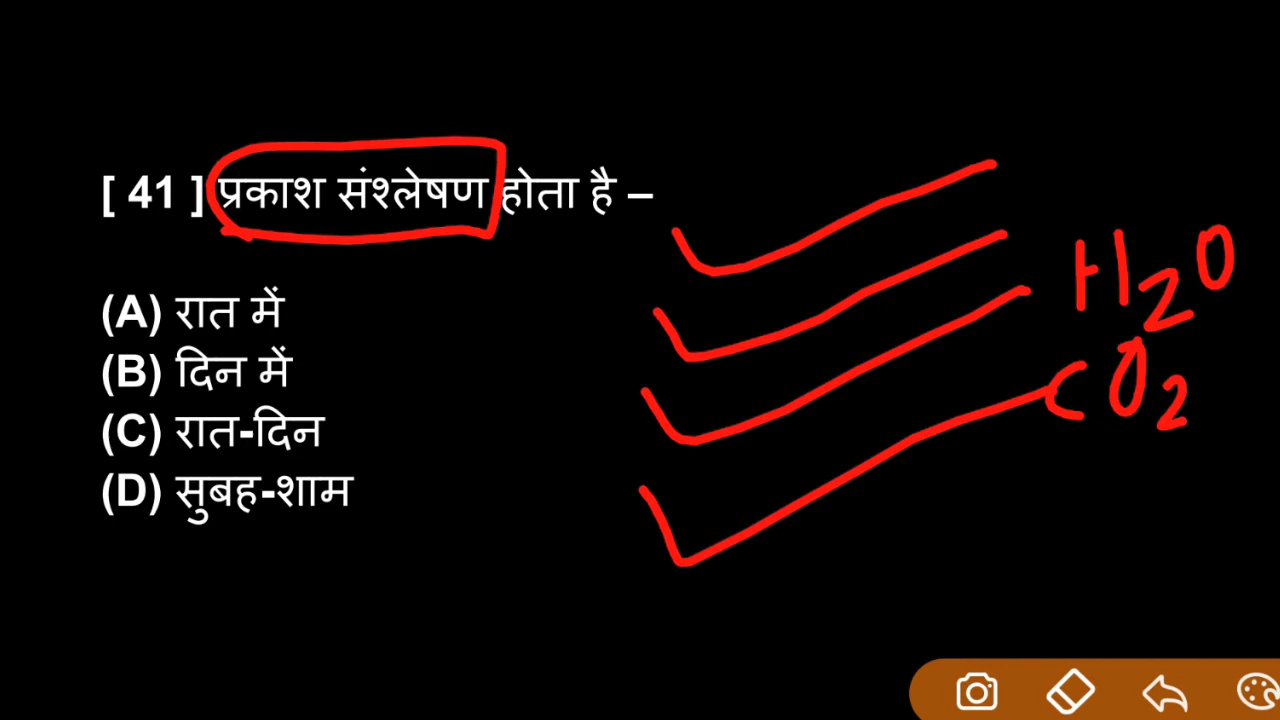 [ 41 ] प्रकाश संश्लेषण होता है –
(A) रात में
(B) दिन में
(C) रात-दिन
(D) सुबह-शाम
H2O
CO2